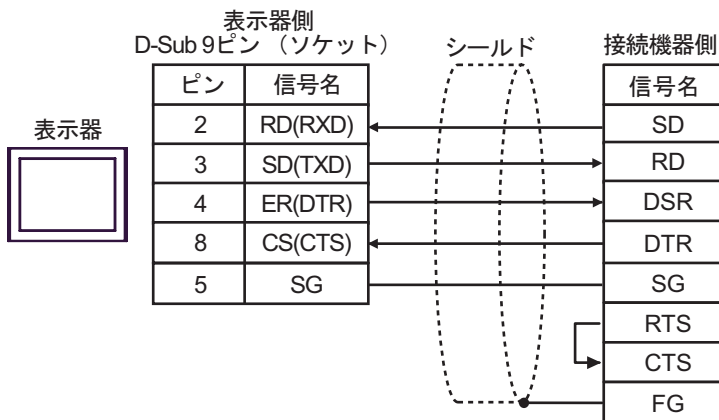 表示器側
D-Sub 9ピン （ソケット）
シールド
接続機器側
表示器
ピン 信号名
2 RD(RXD)
3 SD(TXD)
4 ER(DTR)
8 CS(CTS)
5 SG
信号名
SD
RD
DSR
DTR
SG
RTS
CTS
FG